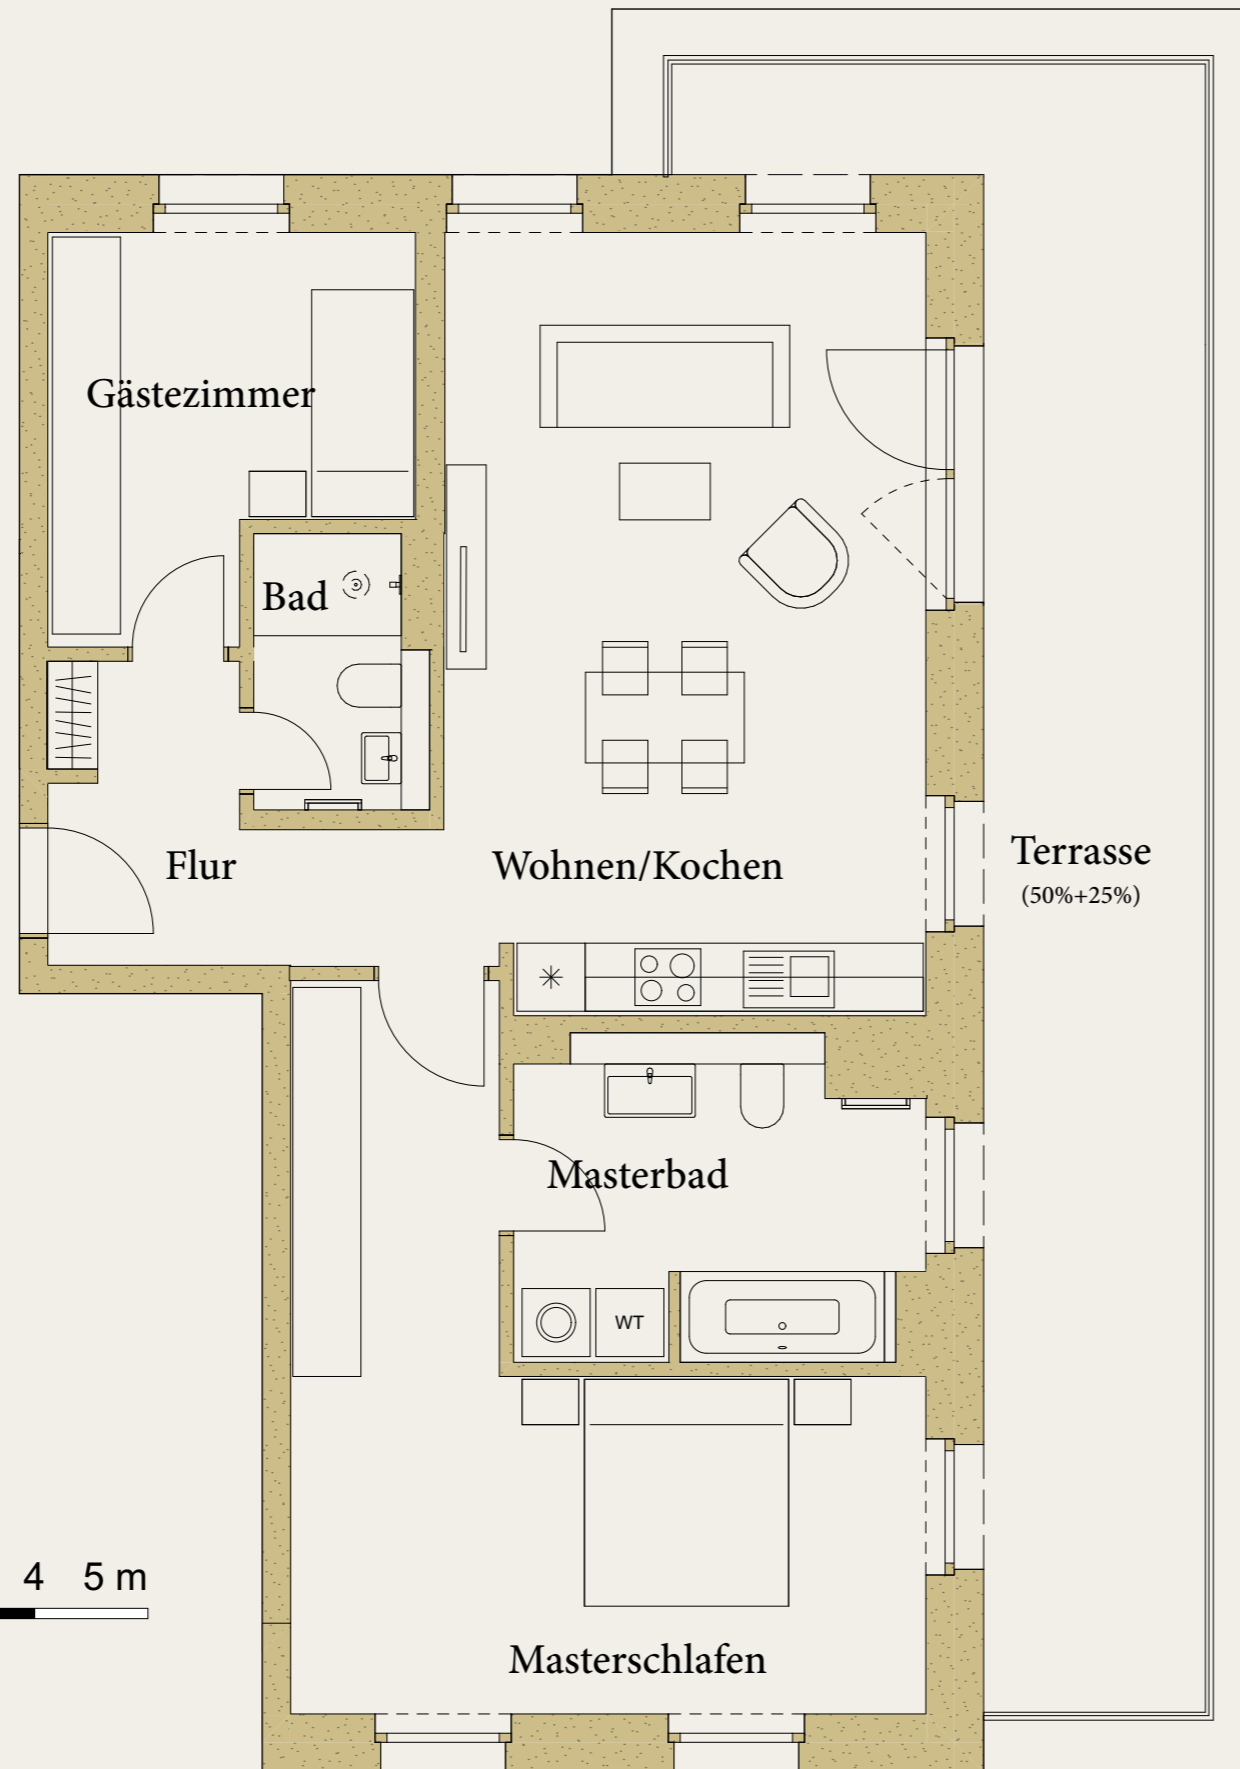 Gästezimmer
Bad
Flur
Wohnen/Kochen
Terrasse
(50%+25%)
Masterbad
WT
4 5 m
Masterschlafen